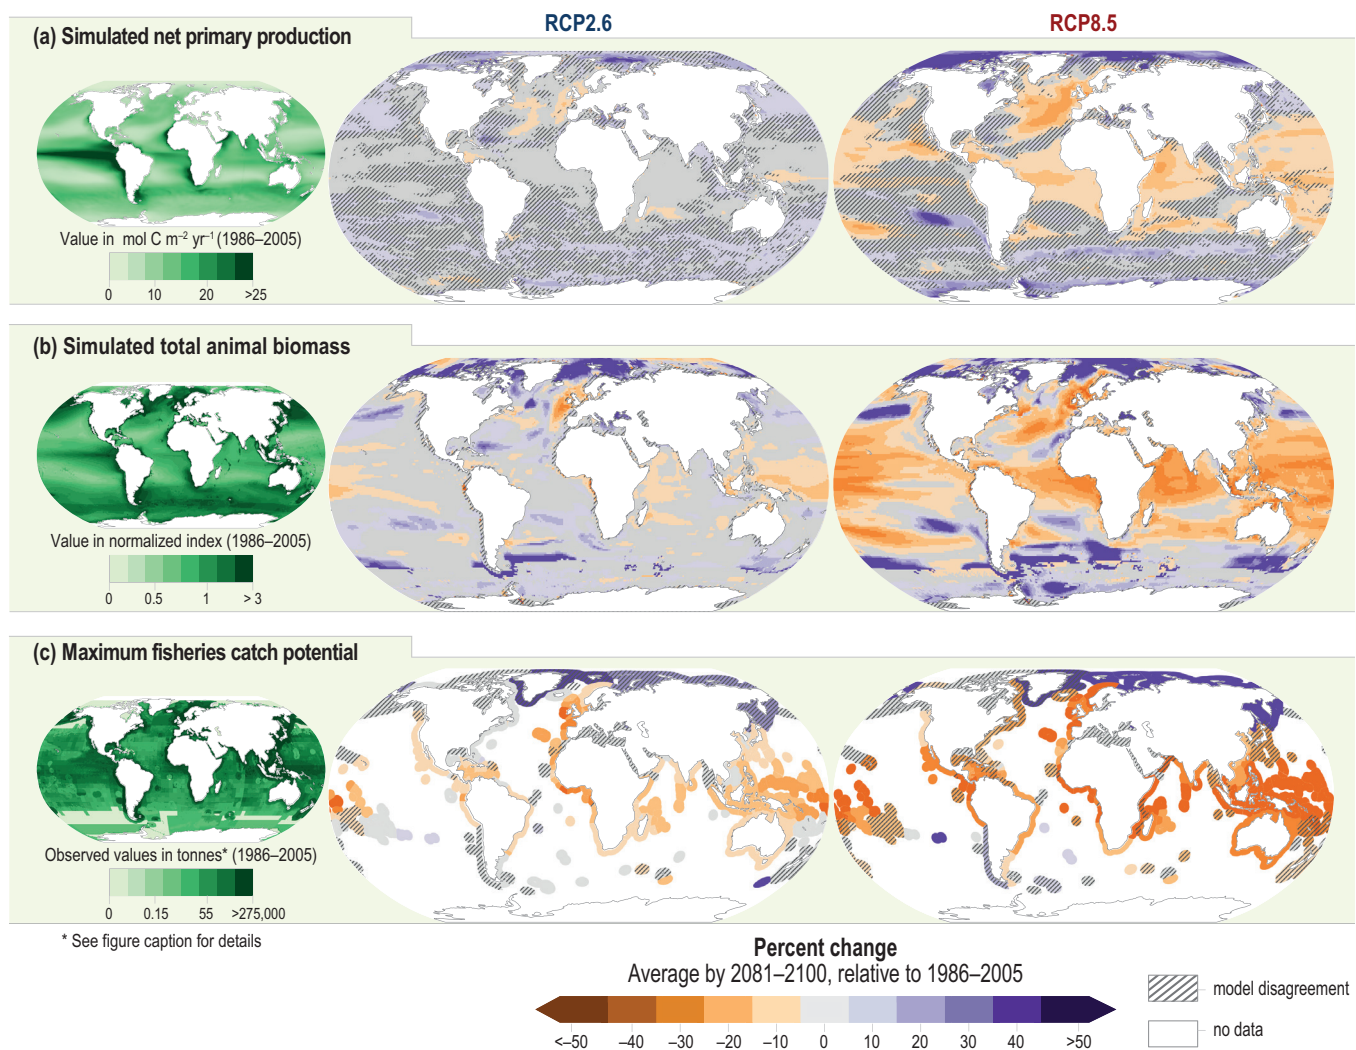 RCP2.6
RCP8.5
(a) Simulated net primary production
Value in mol C m⁻² yr⁻¹ (1986–2005)
0 10 20 >25
(b) Simulated total animal biomass
Value in normalized index (1986–2005)
0 0.5 1 > 3
(c) Maximum fisheries catch potential
Observed values in tonnes* (1986–2005)
0 0.15 55 >275,000
* See figure caption for details
Percent change
Average by 2081–2100, relative to 1986–2005
<–50 –40 –30 –20 –10 0 10 20 30 40 >50
model disagreement
no data